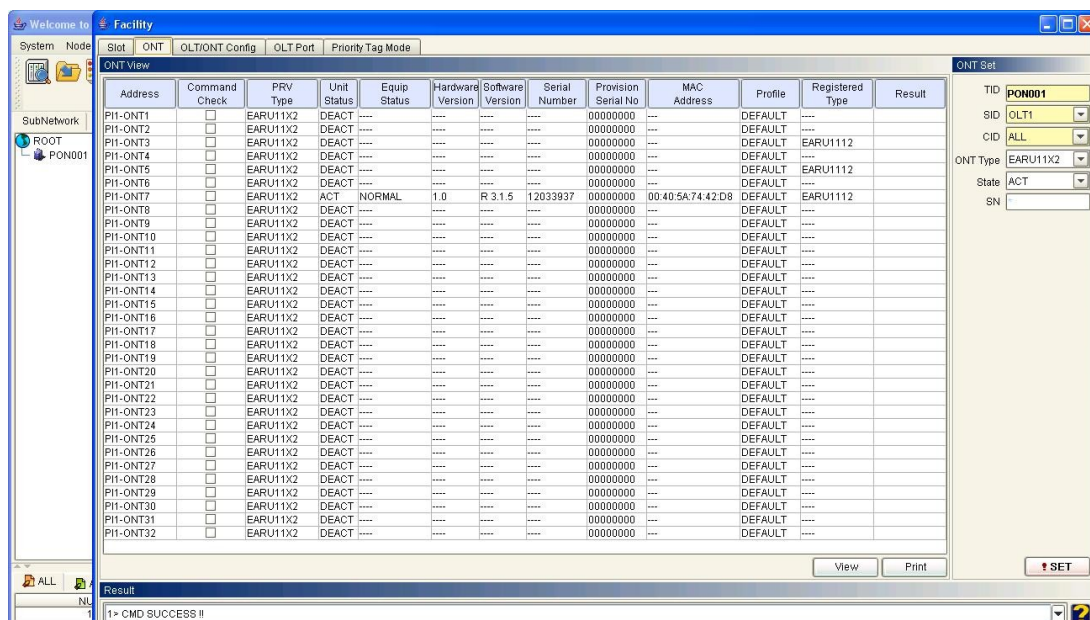 Welcome to
Facility
System Node
Slot ONT OLT/ONT Config OLT Port Priority Tag Mode
ONT View
ONT Set
Address Command Check PRV Type Unit Status Equip Status Hardware Version Software Version Serial Number Provision Serial No MAC Address Profile Registered Type Result
PI1-ONT1 EARU11X2 DEACT ---- ---- ---- ---- 00000000 --- DEFAULT ----
PI1-ONT2 EARU11X2 DEACT ---- ---- ---- ---- 00000000 --- DEFAULT ----
PI1-ONT3 EARU11X2 DEACT ---- ---- ---- ---- 00000000 --- DEFAULT EARU1112
PI1-ONT4 EARU11X2 DEACT ---- ---- ---- ---- 00000000 --- DEFAULT ----
PI1-ONT5 EARU11X2 DEACT ---- ---- ---- ---- 00000000 --- DEFAULT EARU1112
PI1-ONT6 EARU11X2 DEACT ---- ---- ---- ---- 00000000 --- DEFAULT ----
PI1-ONT7 EARU11X2 ACT NORMAL 1.0 R 3.1.5 12033937 00000000 00:40:5A:74:42:D8 DEFAULT EARU1112
PI1-ONT8 EARU11X2 DEACT ---- ---- ---- ---- 00000000 --- DEFAULT ----
PI1-ONT9 EARU11X2 DEACT ---- ---- ---- ---- 00000000 --- DEFAULT ----
PI1-ONT10 EARU11X2 DEACT ---- ---- ---- ---- 00000000 --- DEFAULT ----
PI1-ONT11 EARU11X2 DEACT ---- ---- ---- ---- 00000000 --- DEFAULT ----
PI1-ONT12 EARU11X2 DEACT ---- ---- ---- ---- 00000000 --- DEFAULT ----
PI1-ONT13 EARU11X2 DEACT ---- ---- ---- ---- 00000000 --- DEFAULT ----
PI1-ONT14 EARU11X2 DEACT ---- ---- ---- ---- 00000000 --- DEFAULT ----
PI1-ONT15 EARU11X2 DEACT ---- ---- ---- ---- 00000000 --- DEFAULT ----
PI1-ONT16 EARU11X2 DEACT ---- ---- ---- ---- 00000000 --- DEFAULT ----
PI1-ONT17 EARU11X2 DEACT ---- ---- ---- ---- 00000000 --- DEFAULT ----
PI1-ONT18 EARU11X2 DEACT ---- ---- ---- ---- 00000000 --- DEFAULT ----
PI1-ONT19 EARU11X2 DEACT ---- ---- ---- ---- 00000000 --- DEFAULT ----
PI1-ONT20 EARU11X2 DEACT ---- ---- ---- ---- 00000000 --- DEFAULT ----
PI1-ONT21 EARU11X2 DEACT ---- ---- ---- ---- 00000000 --- DEFAULT ----
PI1-ONT22 EARU11X2 DEACT ---- ---- ---- ---- 00000000 --- DEFAULT ----
PI1-ONT23 EARU11X2 DEACT ---- ---- ---- ---- 00000000 --- DEFAULT ----
PI1-ONT24 EARU11X2 DEACT ---- ---- ---- ---- 00000000 --- DEFAULT ----
PI1-ONT25 EARU11X2 DEACT ---- ---- ---- ---- 00000000 --- DEFAULT ----
PI1-ONT26 EARU11X2 DEACT ---- ---- ---- ---- 00000000 --- DEFAULT ----
PI1-ONT27 EARU11X2 DEACT ---- ---- ---- ---- 00000000 --- DEFAULT ----
PI1-ONT28 EARU11X2 DEACT ---- ---- ---- ---- 00000000 --- DEFAULT ----
PI1-ONT29 EARU11X2 DEACT ---- ---- ---- ---- 00000000 --- DEFAULT ----
PI1-ONT30 EARU11X2 DEACT ---- ---- ---- ---- 00000000 --- DEFAULT ----
PI1-ONT31 EARU11X2 DEACT ---- ---- ---- ---- 00000000 --- DEFAULT ----
PI1-ONT32 EARU11X2 DEACT ---- ---- ---- ---- 00000000 --- DEFAULT ----
TID PON001
SID OLT1
CID ALL
ONT Type EARU11X2
State ACT
SN
SubNetwork
ROOT
PON001
View Print
SET
ALL
NU
1
Result
1> CMD SUCCESS !!